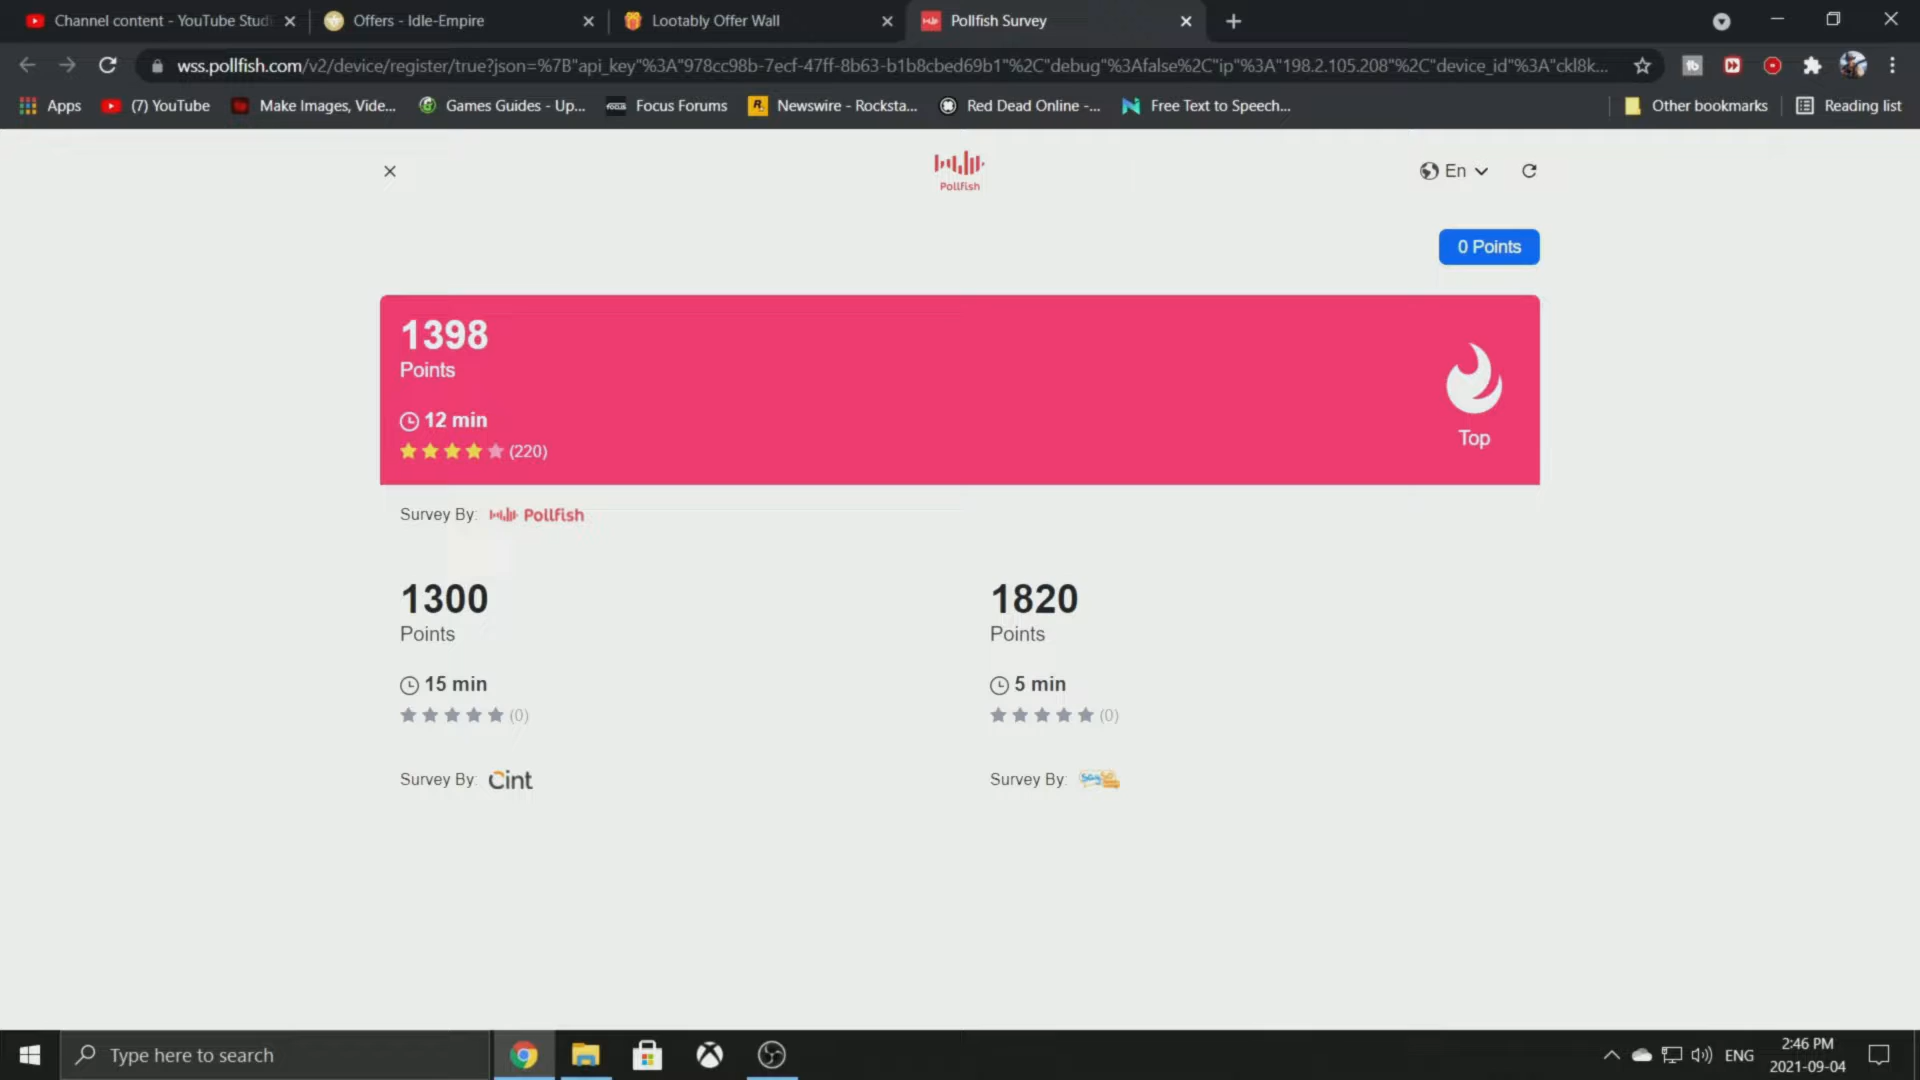 Channel content - YouTube Studi
Offers - Idle-Empire
Lootably Offer Wall
Pollfish Survey
wss.pollfish.com/v2/device/register/true?json=%7B"api_key"%3A"978cc98b-7ecf-47ff-8b63-b1b8cbed69b1"%2C"debug"%3Afalse%2C"ip"%3A"198.2.105.208"%2C"device_id"%3A"ckl8k...
Apps
(7) YouTube
Make Images, Vide...
Games Guides - Up...
Focus Forums
Newswire - Rocksta...
Red Dead Online -...
Free Text to Speech...
Other bookmarks
Reading list
Pollfish
En
0 Points
1398
Points
12 min
(220)
Top
Survey By: Pollfish
1300
Points
15 min
(0)
Survey By: Cint
1820
Points
5 min
(0)
Survey By:
Type here to search
ENG
2:46 PM
2021-09-04